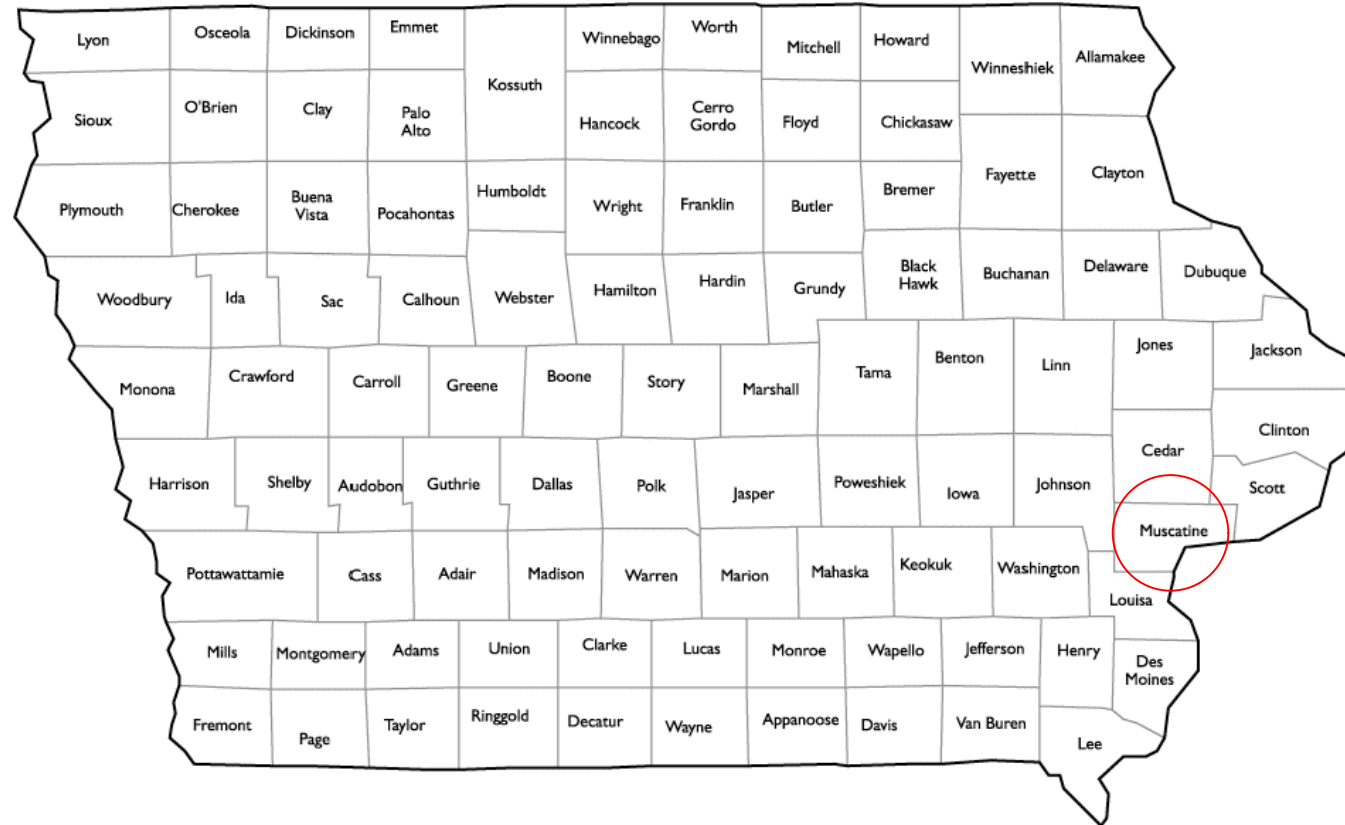 Lyon
Osceola
Dickinson
Emmet
Kossuth
Winnebago
Worth
Mitchell
Howard
Winneshiek
Allamakee
Sioux
O'Brien
Clay
Palo
Alto
Hancock
Cerro
Gordo
Floyd
Chickasaw
Fayette
Clayton
Plymouth
Cherokee
Buena
Vista
Pocahontas
Humboldt
Wright
Franklin
Butler
Bremer
Woodbury
Ida
Sac
Calhoun
Webster
Hamilton
Hardin
Grundy
Black
Hawk
Buchanan
Delaware
Dubuque
Monona
Crawford
Carroll
Greene
Boone
Story
Marshall
Tama
Benton
Linn
Jones
Jackson
Harrison
Shelby
Audobon
Guthrie
Dallas
Polk
Jasper
Poweshiek
Iowa
Johnson
Cedar
Clinton
Scott
Muscatine
Pottawattamie
Cass
Adair
Madison
Warren
Marion
Mahaska
Keokuk
Washington
Louisa
Mills
Montgomery
Adams
Union
Clarke
Lucas
Monroe
Wapello
Jefferson
Henry
Des
Moines
Fremont
Page
Taylor
Ringgold
Decatur
Wayne
Appanoose
Davis
Van Buren
Lee